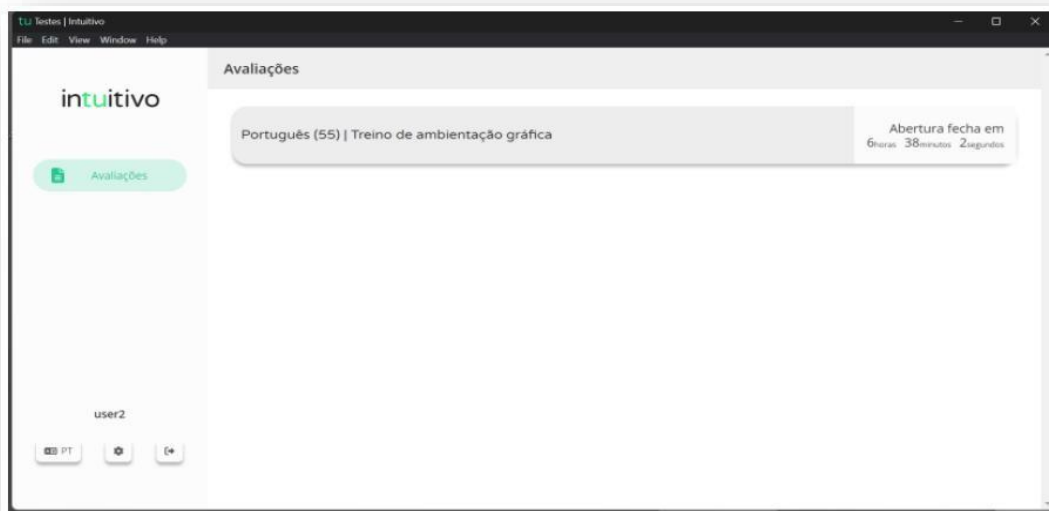 tu Testes | Intuitivo
File Edit View Window Help
intuitivo
Avaliações
Avaliações
Português (55) | Treino de ambientação gráfica
Abertura fecha em
6horas 38minutos 2segundos
user2
PT